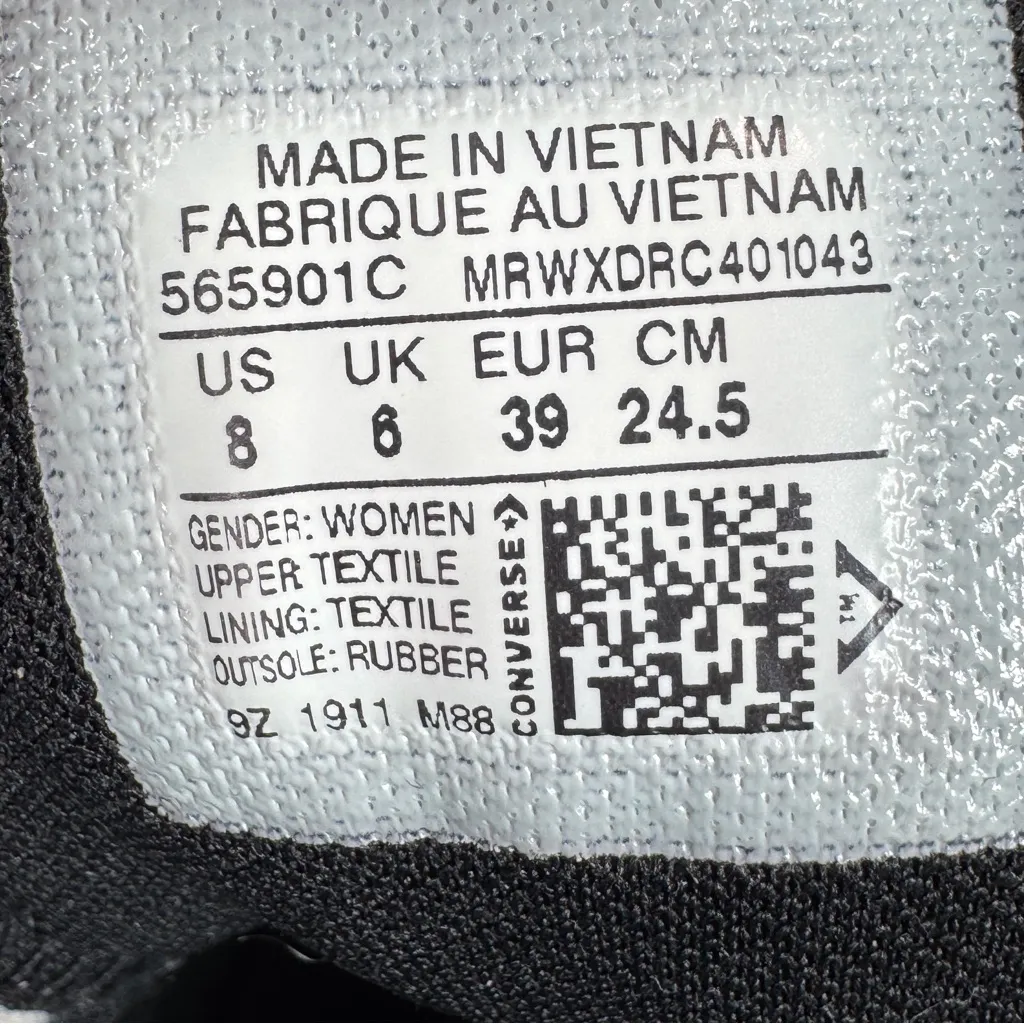 MADE IN VIETNAM
FABRIQUE AU VIETNAM
565901C MRWXDRC401043
US UK EUR CM
8 6 39 24.5
GENDER: WOMEN
UPPER: TEXTILE
LINING: TEXTILE
OUTSOLE: RUBBER
9Z 1911 M88
CONVERSE